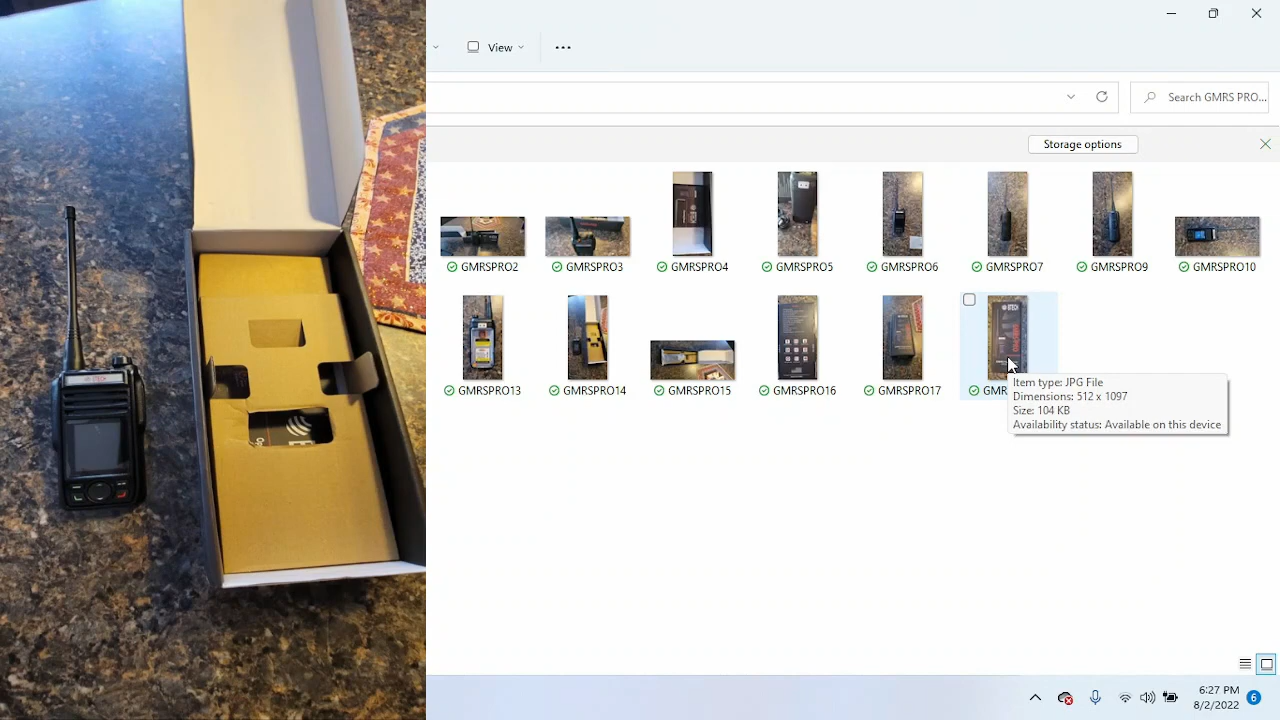 View
Search GMRS PRO...
Storage options
GMRSPRO2
GMRSPRO3
GMRSPRO4
GMRSPRO5
GMRSPRO6
GMRSPRO7
GMRSPRO9
GMRSPRO10
GMRSPRO13
GMRSPRO14
GMRSPRO15
GMRSPRO16
GMRSPRO17
GMR
Item type: JPG File
Dimensions: 512 x 1097
Size: 104 KB
Availability status: Available on this device
BTECH
6:27 PM
8/2/2022
6